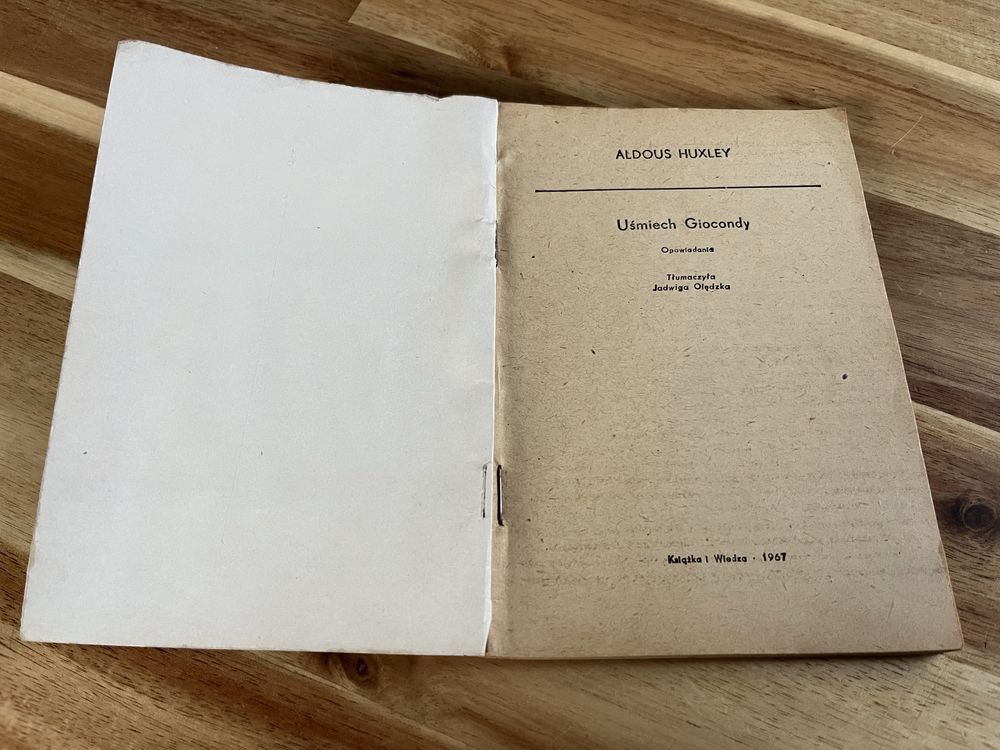 ALDOUS HUXLEY
Uśmiech Giocondy
Opowiadania
Tłumaczyła
Jadwiga Olędzka
Książka i Wiedza · 1967